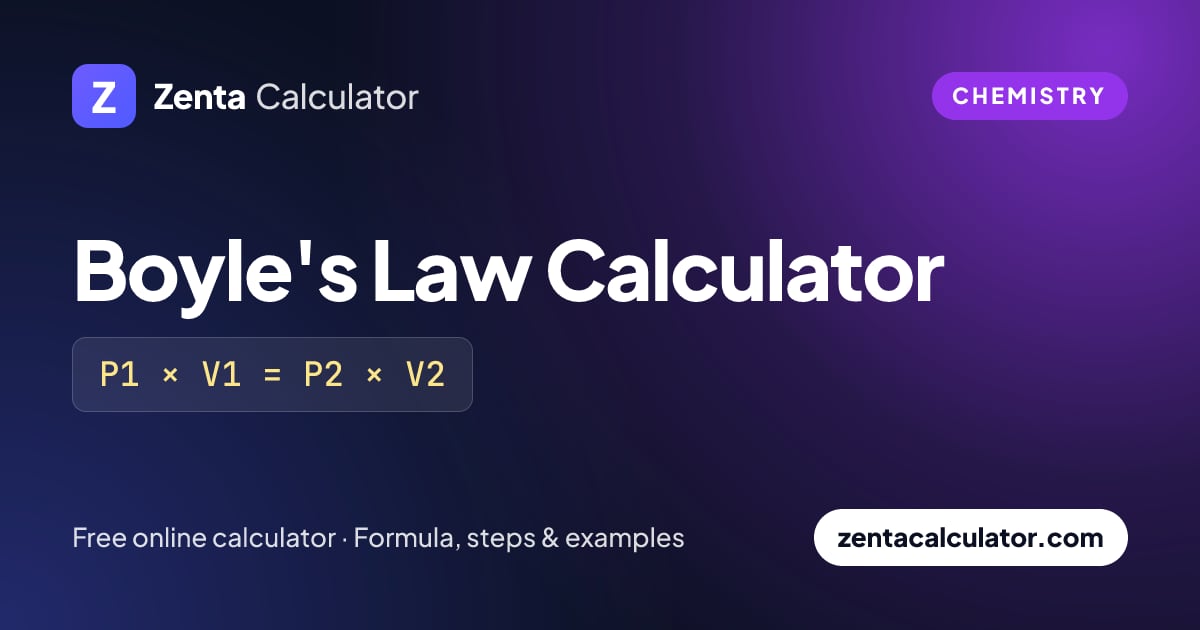 Z
Zenta Calculator
CHEMISTRY
Boyle's Law Calculator
P1 × V1 = P2 × V2
Free online calculator · Formula, steps & examples
zentacalculator.com